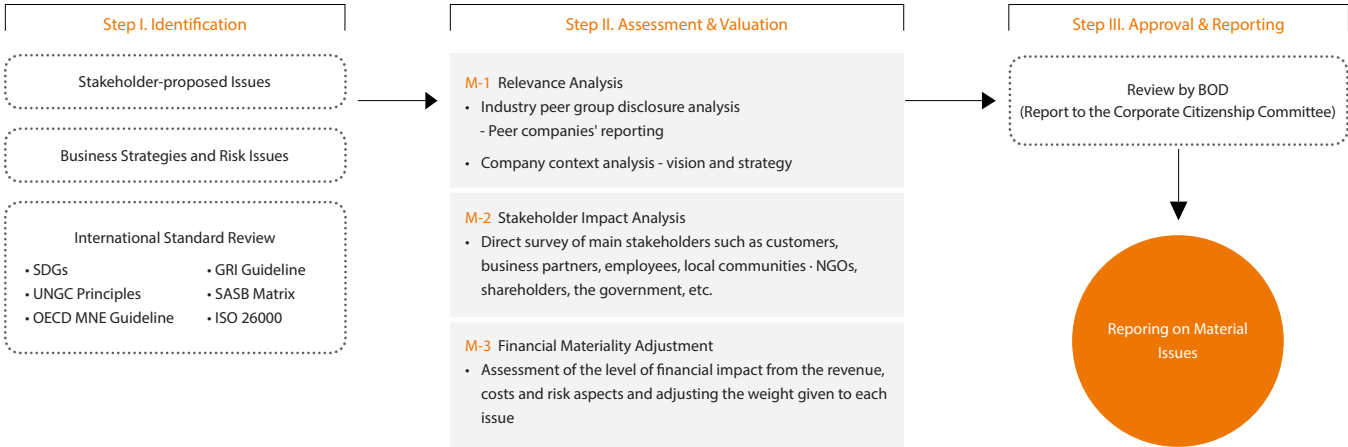 Step I. Identification
Stakeholder-proposed Issues
Business Strategies and Risk Issues
International Standard Review
• SDGs
• UNGC Principles
• OECD MNE Guideline
• GRI Guideline
• SASB Matrix
• ISO 26000
Step II. Assessment & Valuation
M-1 Relevance Analysis
• Industry peer group disclosure analysis
- Peer companies' reporting
• Company context analysis - vision and strategy
M-2 Stakeholder Impact Analysis
• Direct survey of main stakeholders such as customers,
business partners, employees, local communities · NGOs,
shareholders, the government, etc.
M-3 Financial Materiality Adjustment
• Assessment of the level of financial impact from the revenue,
costs and risk aspects and adjusting the weight given to each
issue
Step III. Approval & Reporting
Review by BOD
(Report to the Corporate Citizenship Committee)
Reporing on Material
Issues